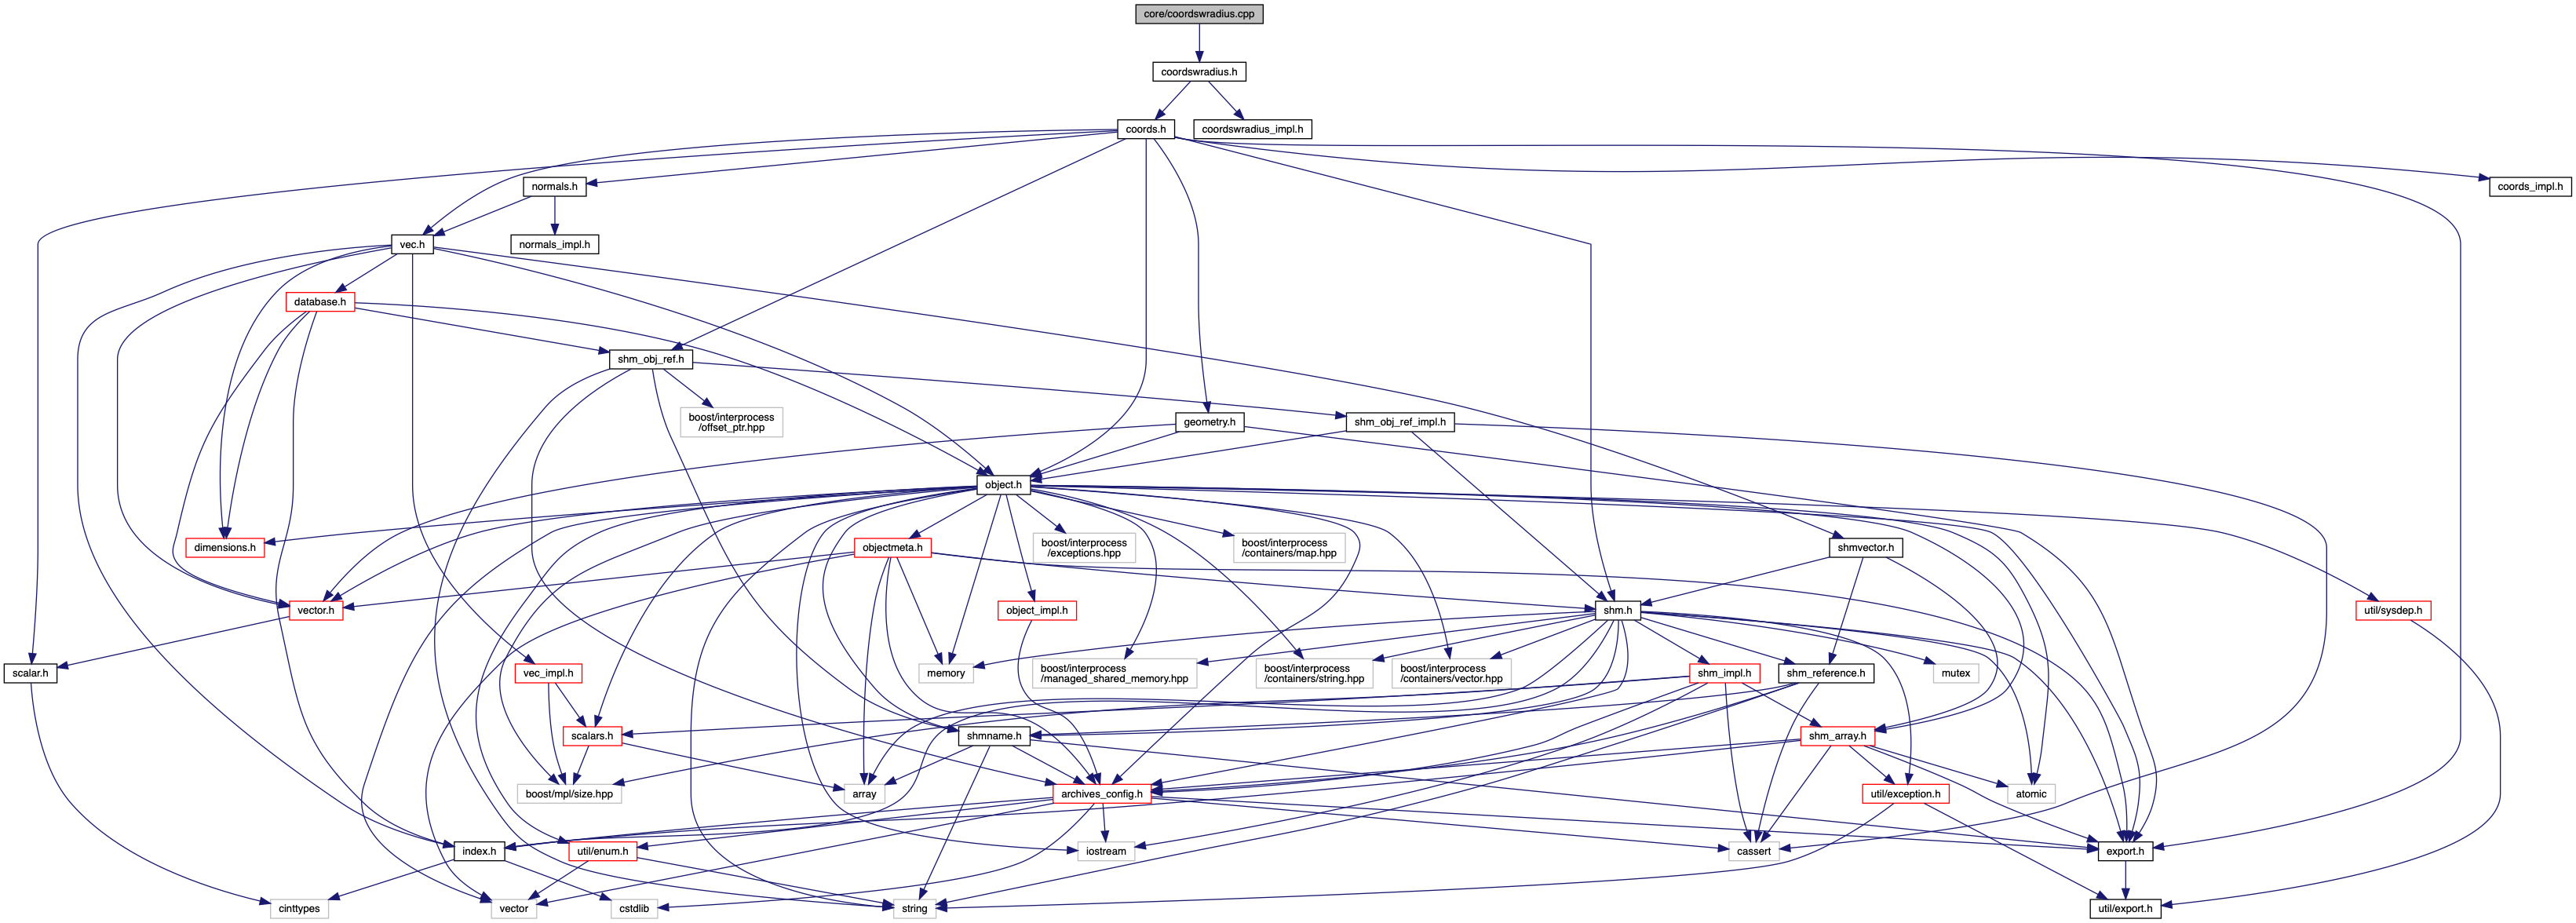 core/coordswradius.cpp
coordswradius.h
coords.h
coordswradius_impl.h
normals.h
coords_impl.h
vec.h
normals_impl.h
database.h
shm_obj_ref.h
boost/interprocess
/offset_ptr.hpp
geometry.h
shm_obj_ref_impl.h
object.h
dimensions.h
objectmeta.h
boost/interprocess
/exceptions.hpp
boost/interprocess
/containers/map.hpp
shmvector.h
vector.h
object_impl.h
shm.h
util/sysdep.h
scalar.h
vec_impl.h
memory
boost/interprocess
/managed_shared_memory.hpp
boost/interprocess
/containers/string.hpp
boost/interprocess
/containers/vector.hpp
shm_impl.h
shm_reference.h
mutex
scalars.h
shmname.h
shm_array.h
boost/mpl/size.hpp
array
archives_config.h
util/exception.h
atomic
index.h
util/enum.h
iostream
cassert
export.h
cinttypes
vector
cstdlib
string
util/export.h